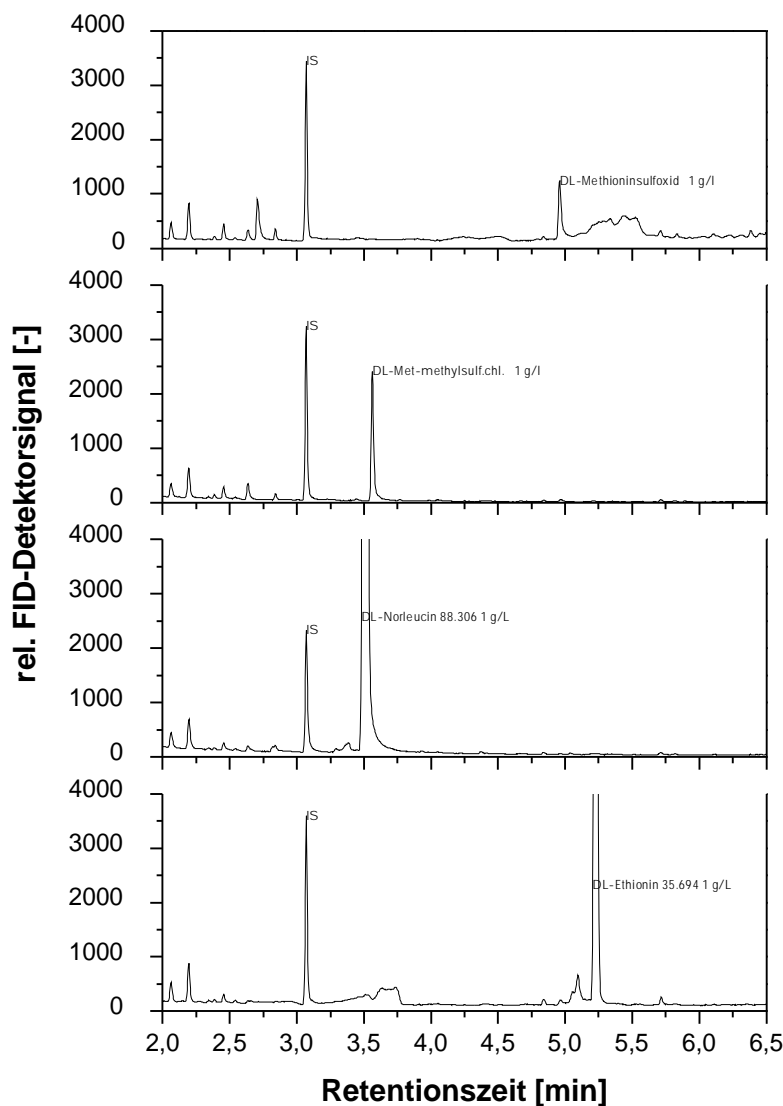 4000
IS
3000
2000
DL-Methioninsulfoxid 1 g/l
1000
0
4000
IS
3000
DL-Met-methylsulf.chl. 1 g/l
2000
1000
0
4000
3000
DL-Norleucin 88.306 1 g/L
IS
2000
1000
0
4000
IS
3000
DL-Ethionin 35.694 1 g/L
2000
1000
0
rel. FID-Detektorsignal [-]
2,0 2,5 3,0 3,5 4,0 4,5 5,0 5,5 6,0 6,5
Retentionszeit [min]